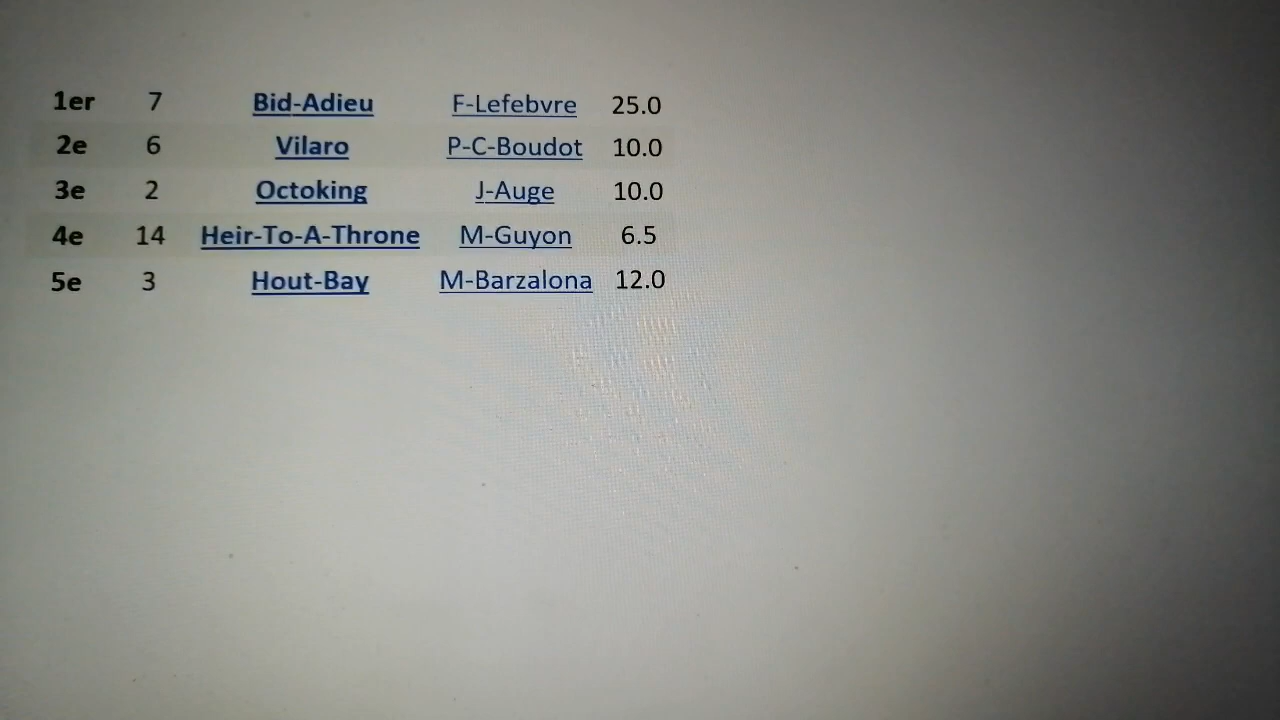 1er 7 Bid-Adieu F-Lefebvre 25.0
2e 6 Vilaro P-C-Boudot 10.0
3e 2 Octoking J-Auge 10.0
4e 14 Heir-To-A-Throne M-Guyon 6.5
5e 3 Hout-Bay M-Barzalona 12.0